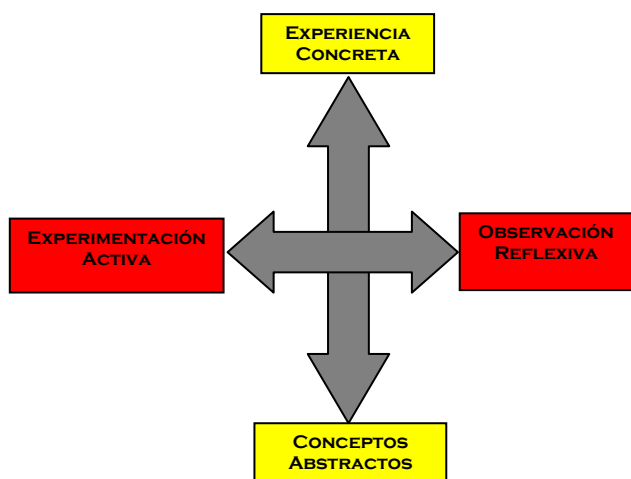 EXPERIENCIA
CONCRETA
EXPERIMENTACIÓN
ACTIVA
OBSERVACIÓN
REFLEXIVA
CONCEPTOS
ABSTRACTOS